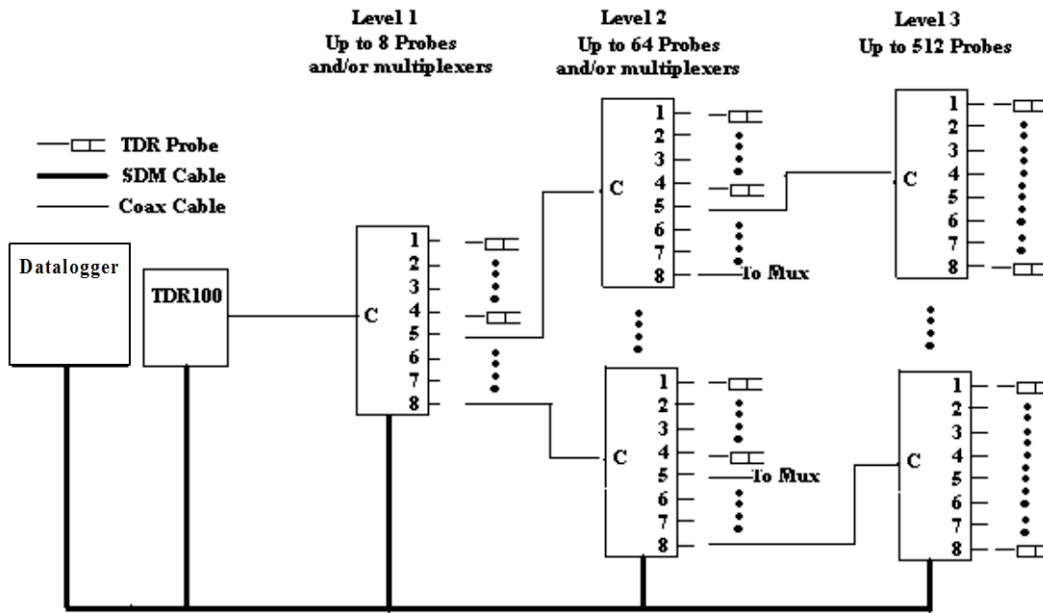 Level 1
Up to 8 Probes
and/or multiplexers
Level 2
Up to 64 Probes
and/or multiplexers
Level 3
Up to 512 Probes
TDR Probe
SDM Cable
Coax Cable
Datalogger
TDR100
C
1
2
3
4
5
6
7
8
C
1
2
3
4
5
6
7
8
To Mux
C
1
2
3
4
5
6
7
8
To Mux
C
1
2
3
4
5
6
7
8
C
1
2
3
4
5
6
7
8